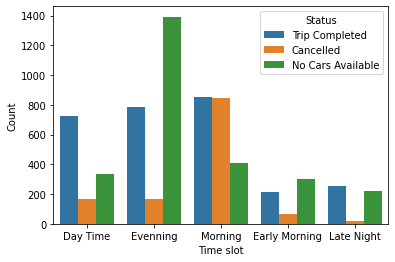 Status
Trip Completed
Cancelled
No Cars Available
Count
1400
1200
1000
800
600
400
200
0
Day Time Evenning Morning Early Morning Late Night
Time slot